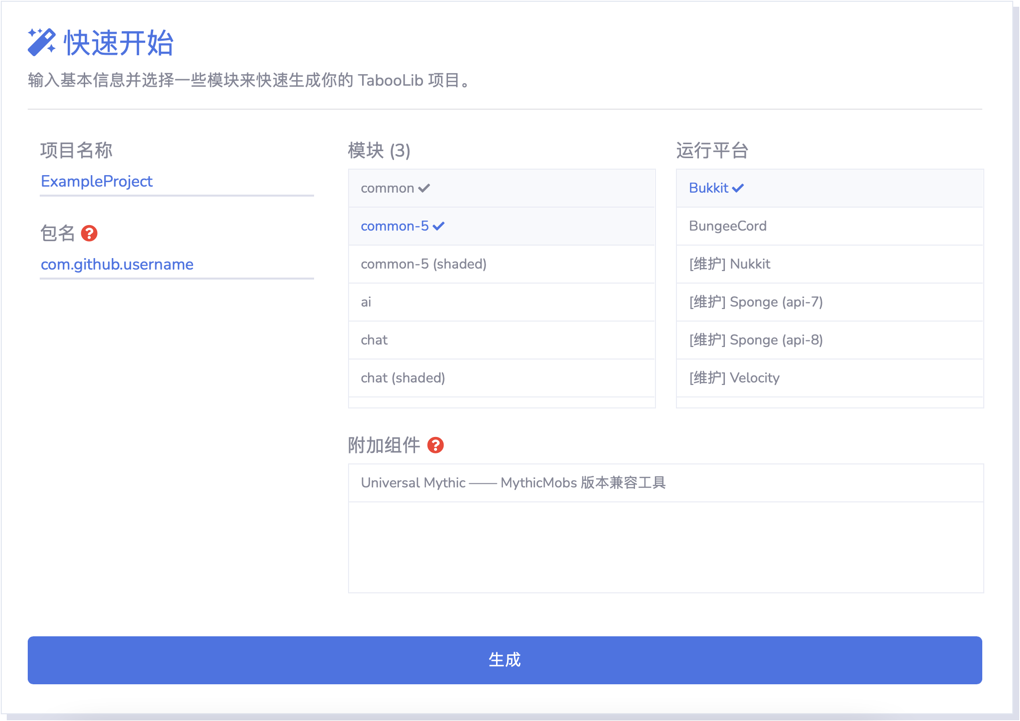 快速开始
输入基本信息并选择一些模块来快速生成你的 TabooLib 项目。
项目名称
ExampleProject
包名
com.github.username
模块 (3)
common
common-5
common-5 (shaded)
ai
chat
chat (shaded)
运行平台
Bukkit
BungeeCord
[维护] Nukkit
[维护] Sponge (api-7)
[维护] Sponge (api-8)
[维护] Velocity
附加组件
Universal Mythic —— MythicMobs 版本兼容工具
生成